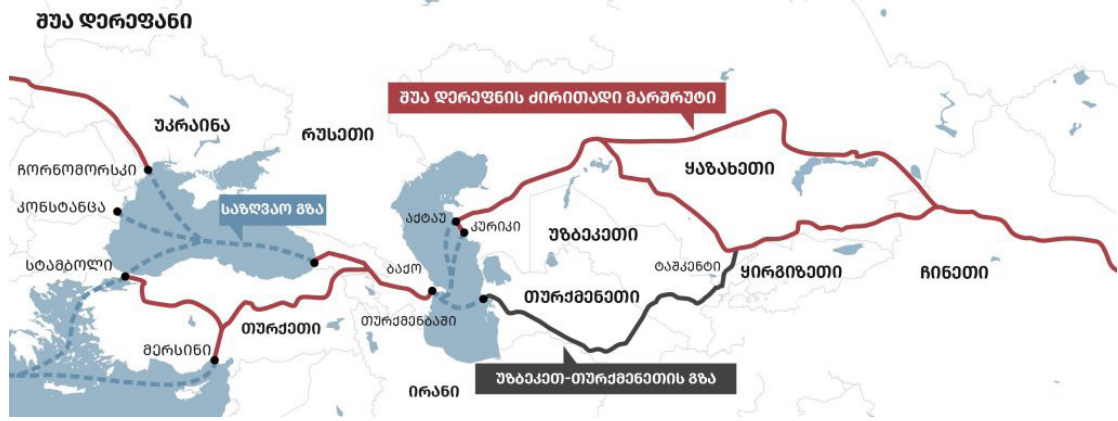 შუა დერეფანი
შუა დერეფნის ძირითადი მარშრუტი
უკრაინა
რუსეთი
ჩორნომორსკი
ყაზახეთი
კონსტანცა
საზღვაო გზა
აქტაუ
კურიკი
უზბეკეთი
სტამბოლი
ბაქო
ტაშკენტი
ყირგიზეთი
ჩინეთი
თურქმენეთი
თურქეთი
თურქმენბაში
მერსინი
ირანი
უზბეკეთ-თურქმენეთის გზა